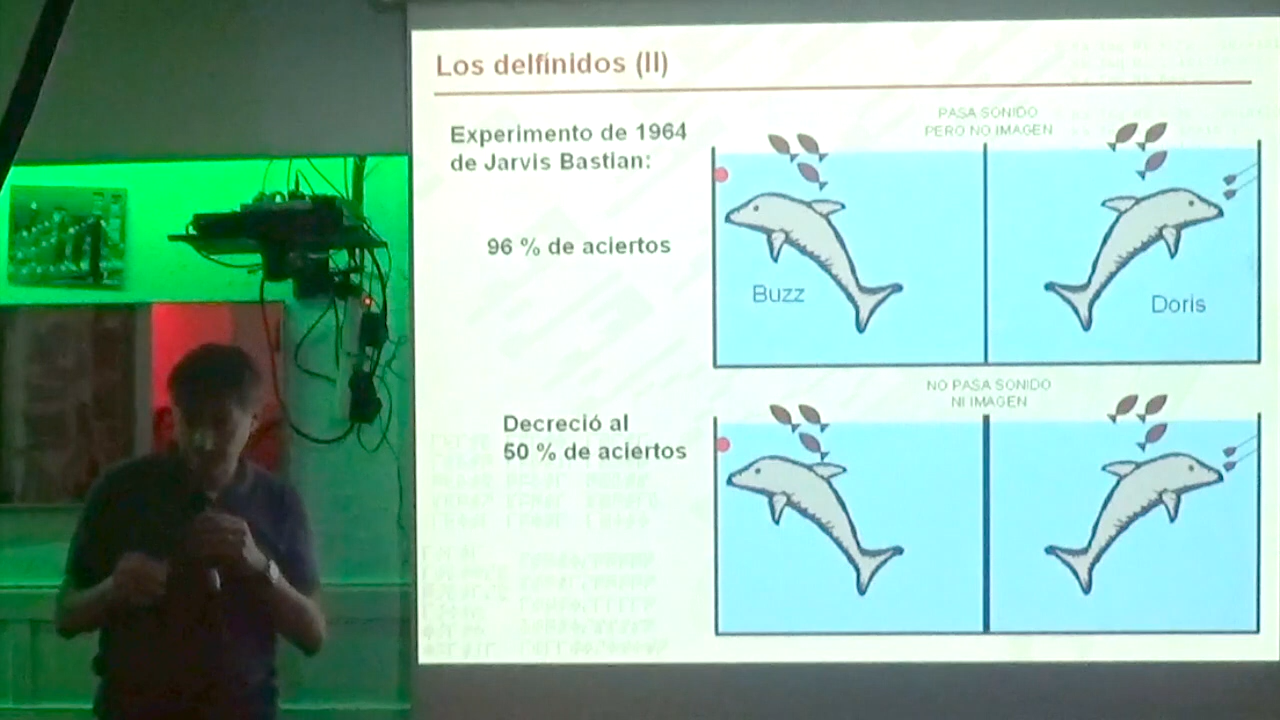 Los delfínidos (II)
Experimento de 1964
de Jarvis Bastian:
96 % de aciertos
PASA SONIDO
PERO NO IMAGEN
Buzz
Doris
Decreció al
50 % de aciertos
NO PASA SONIDO
NI IMAGEN